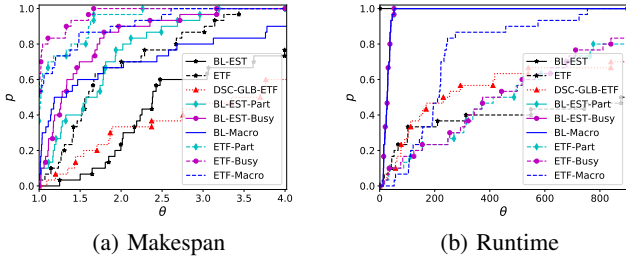 1.0
0.8
0.6
0.4
0.2
0.0
p
1.0
1.5
2.0
2.5
3.0
3.5
4.0
θ
BL-EST
ETF
DSC-GLB-ETF
BL-EST-Part
BL-EST-Busy
BL-Macro
ETF-Part
ETF-Busy
ETF-Macro
(a) Makespan
1.0
0.8
0.6
0.4
0.2
0.0
p
0
200
400
600
800
θ
BL-EST
ETF
DSC-GLB-ETF
BL-EST-Part
BL-EST-Busy
BL-Macro
ETF-Part
ETF-Busy
ETF-Macro
(b) Runtime